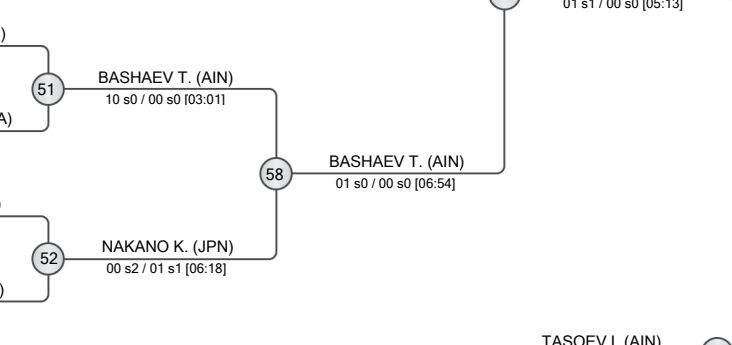 01 s1 / 00 s0 [05:13]
)
51
BASHAEV T. (AIN)
10 s0 / 00 s0 [03:01]
A)
58
BASHAEV T. (AIN)
01 s0 / 00 s0 [06:54]
52
NAKANO K. (JPN)
00 s2 / 01 s1 [06:18]
)
TASOEV I. (AIN)